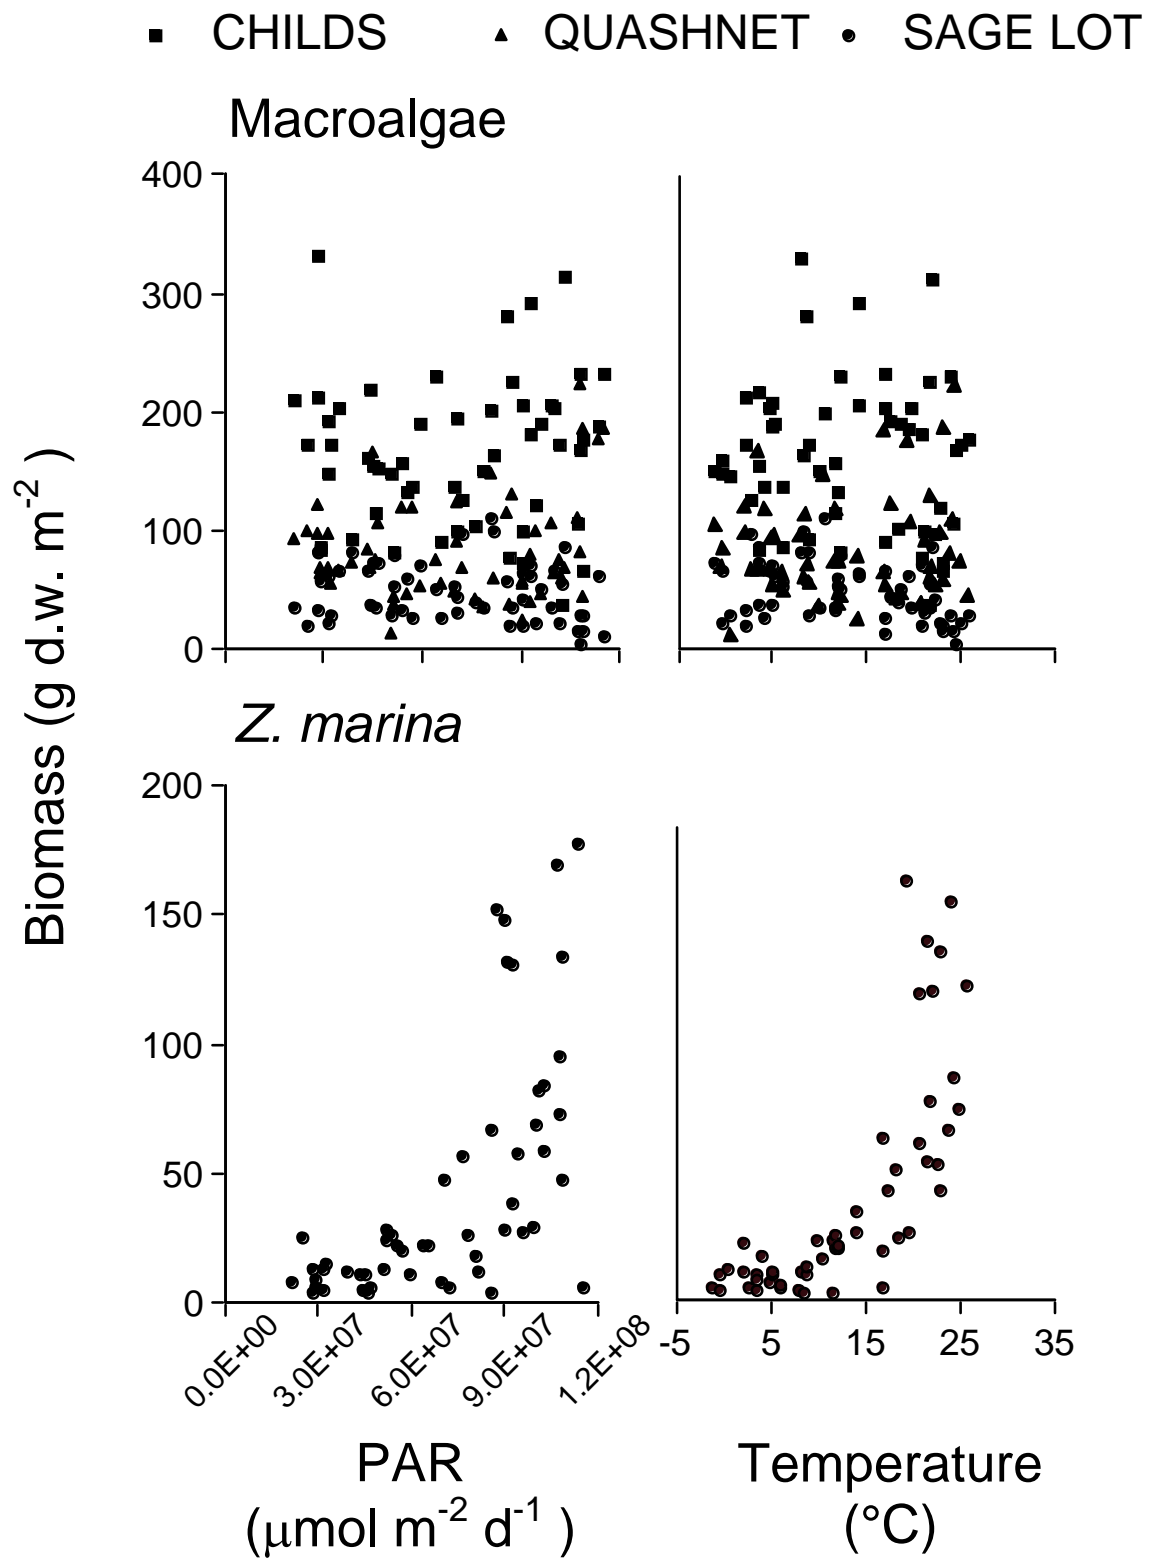 CHILDS QUASHNET SAGE LOT
Macroalgae
400
300
200
100
0
Biomass (g d.w. m-2 )
Z. marina
200
150
100
50
0
0.0E+00 3.0E+07 6.0E+07 9.0E+07 1.2E+08
-5 5 15 25 35
PAR
(μmol m-2 d-1 )
Temperature
(°C)